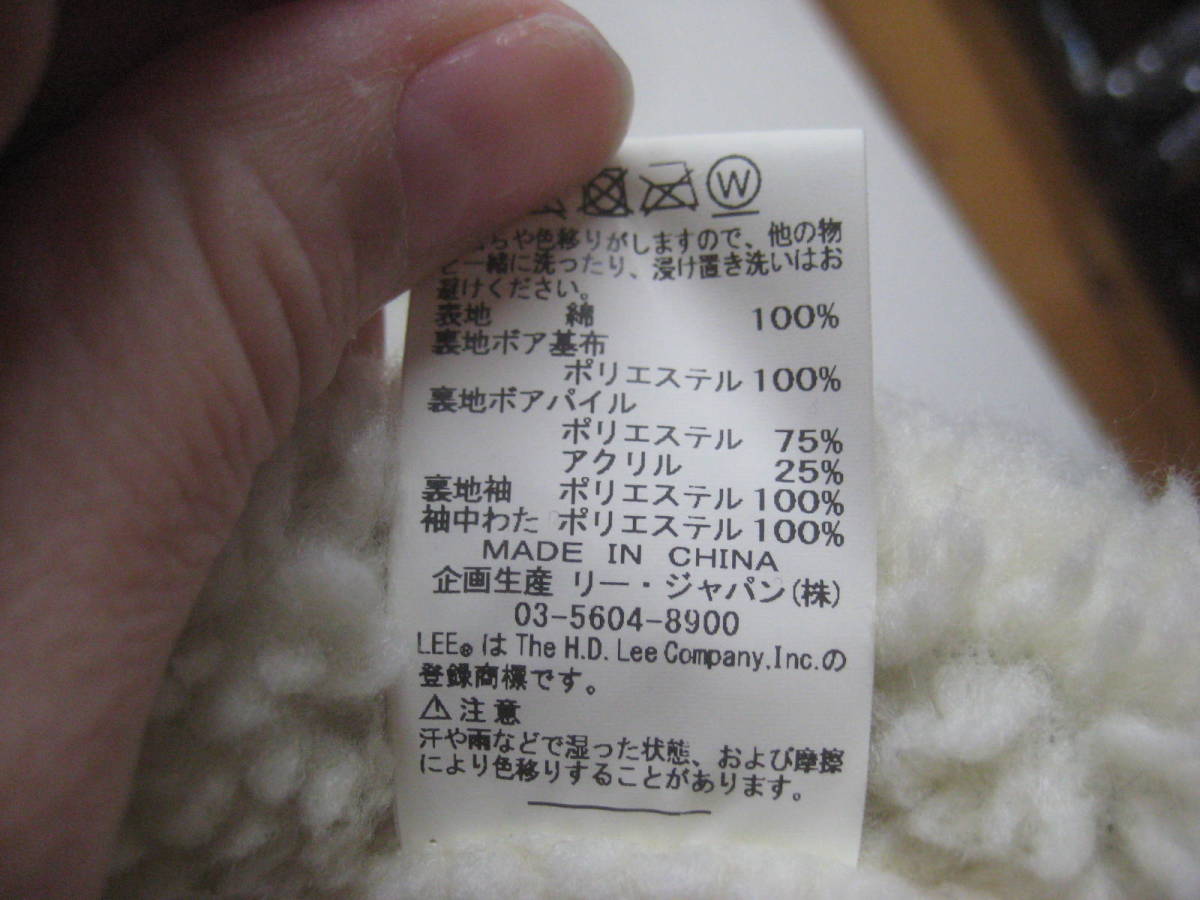 W
や色移りがしますので、他の物
と一緒に洗ったり、浸け置き洗いはお
避けください。
表地 綿 100%
裏地ボア基布
ポリエステル 100%
裏地ボアパイル
ポリエステル 75%
アクリル 25%
裏地袖 ポリエステル 100%
袖中わた ポリエステル 100%
MADE IN CHINA
企画生産 リー・ジャパン(株)
03-5604-8900
LEE®はThe H.D. Lee Company,Inc.の
登録商標です。
⚠注意
汗や雨などで湿った状態、および摩擦
により色移りすることがあります。